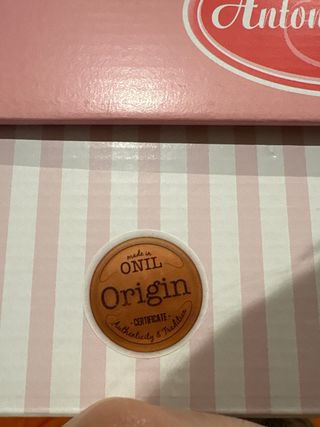 Anton
made in
ONIL
Origin
- CERTIFICATE -
Authenticity & Tradition